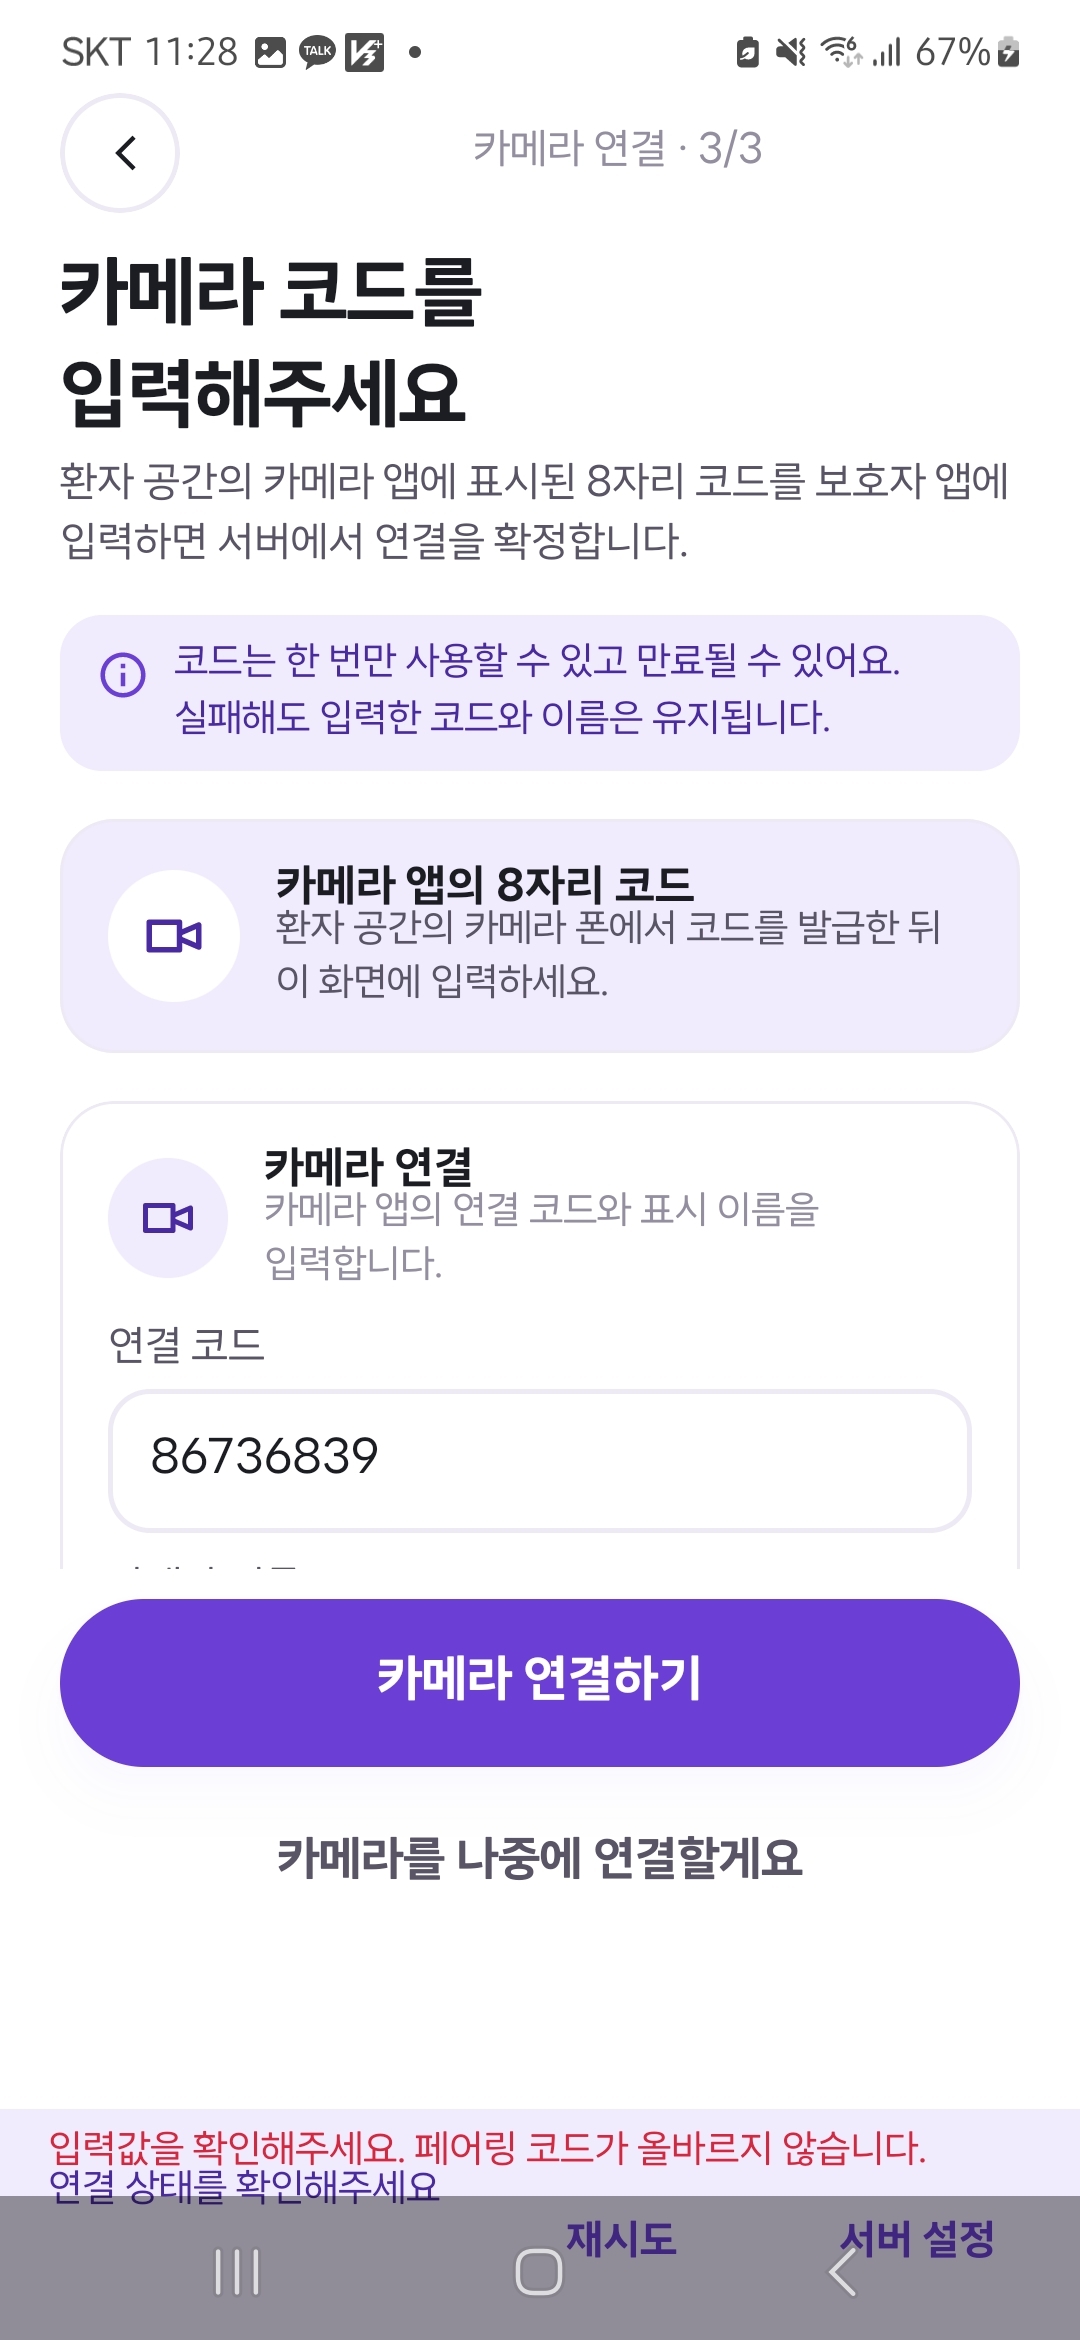 SKT 11:28 TALK V3+ 67%
카메라 연결 · 3/3
카메라 코드를
입력해주세요
환자 공간의 카메라 앱에 표시된 8자리 코드를 보호자 앱에
입력하면 서버에서 연결을 확정합니다.
코드는 한 번만 사용할 수 있고 만료될 수 있어요.
실패해도 입력한 코드와 이름은 유지됩니다.
카메라 앱의 8자리 코드
환자 공간의 카메라 폰에서 코드를 발급한 뒤
이 화면에 입력하세요.
카메라 연결
카메라 앱의 연결 코드와 표시 이름을
입력합니다.
연결 코드
86736839
카메라 연결하기
카메라를 나중에 연결할게요
입력값을 확인해주세요. 페어링 코드가 올바르지 않습니다.
연결 상태를 확인해주세요
재시도 서버 설정